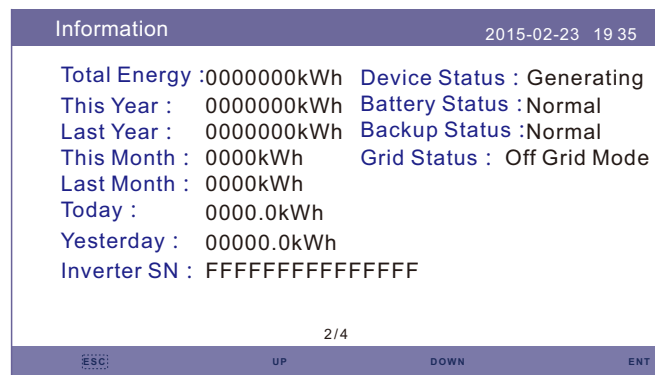 Information 2015-02-23 19 35
Total Energy : 0000000kWh Device Status : Generating
This Year : 0000000kWh Battery Status : Normal
Last Year : 0000000kWh Backup Status : Normal
This Month : 0000kWh Grid Status : Off Grid Mode
Last Month : 0000kWh
Today : 0000.0kWh
Yesterday : 00000.0kWh
Inverter SN : FFFFFFFFFFFFFFF
2/4
ESC UP DOWN ENT